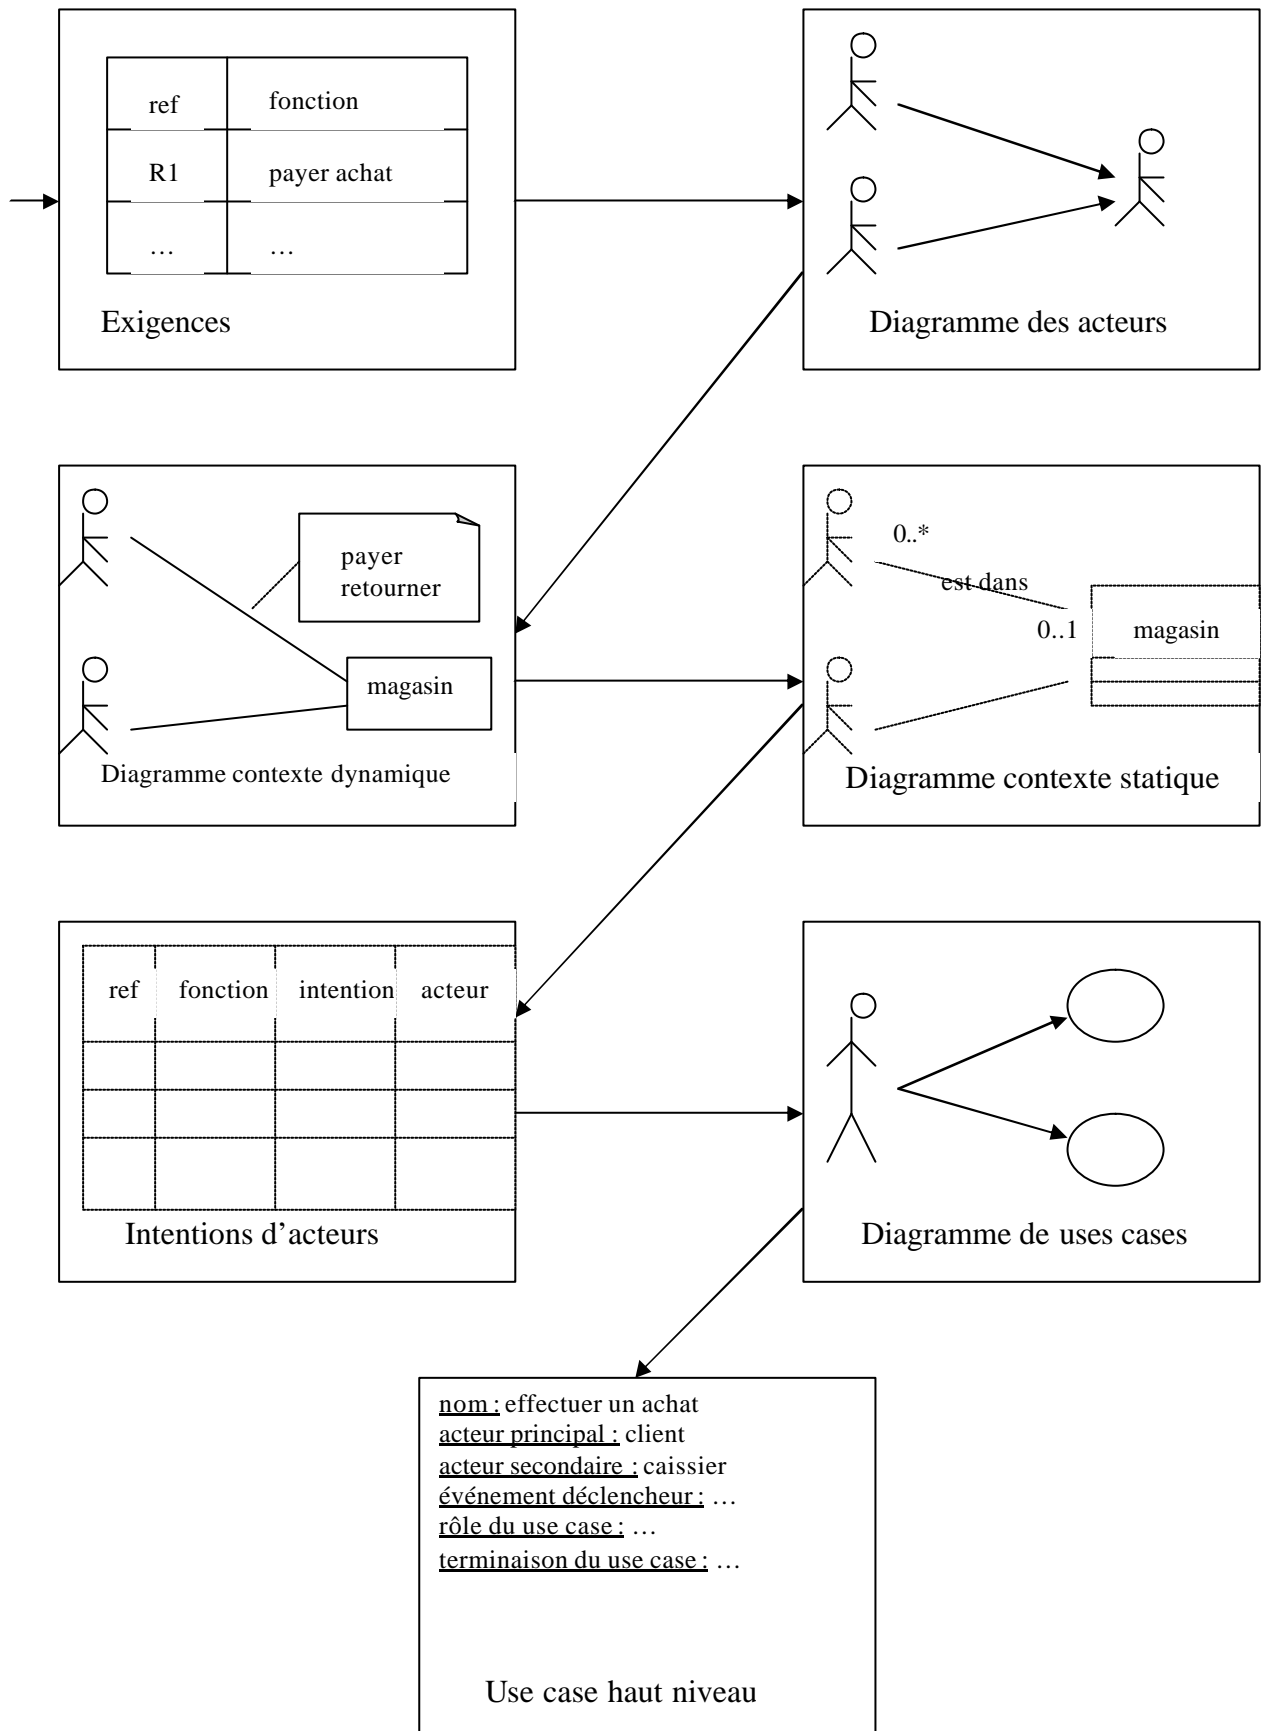 ref fonction
R1 payer achat
… …
Exigences
Diagramme des acteurs
payer
retourner
magasin
Diagramme contexte dynamique
0..*
est dans
0..1 magasin
Diagramme contexte statique
ref fonction intention acteur
Intentions d’acteurs
Diagramme de uses cases
nom : effectuer un achat
acteur principal : client
acteur secondaire : caissier
événement déclencheur : …
rôle du use case : …
terminaison du use case : …
Use case haut niveau